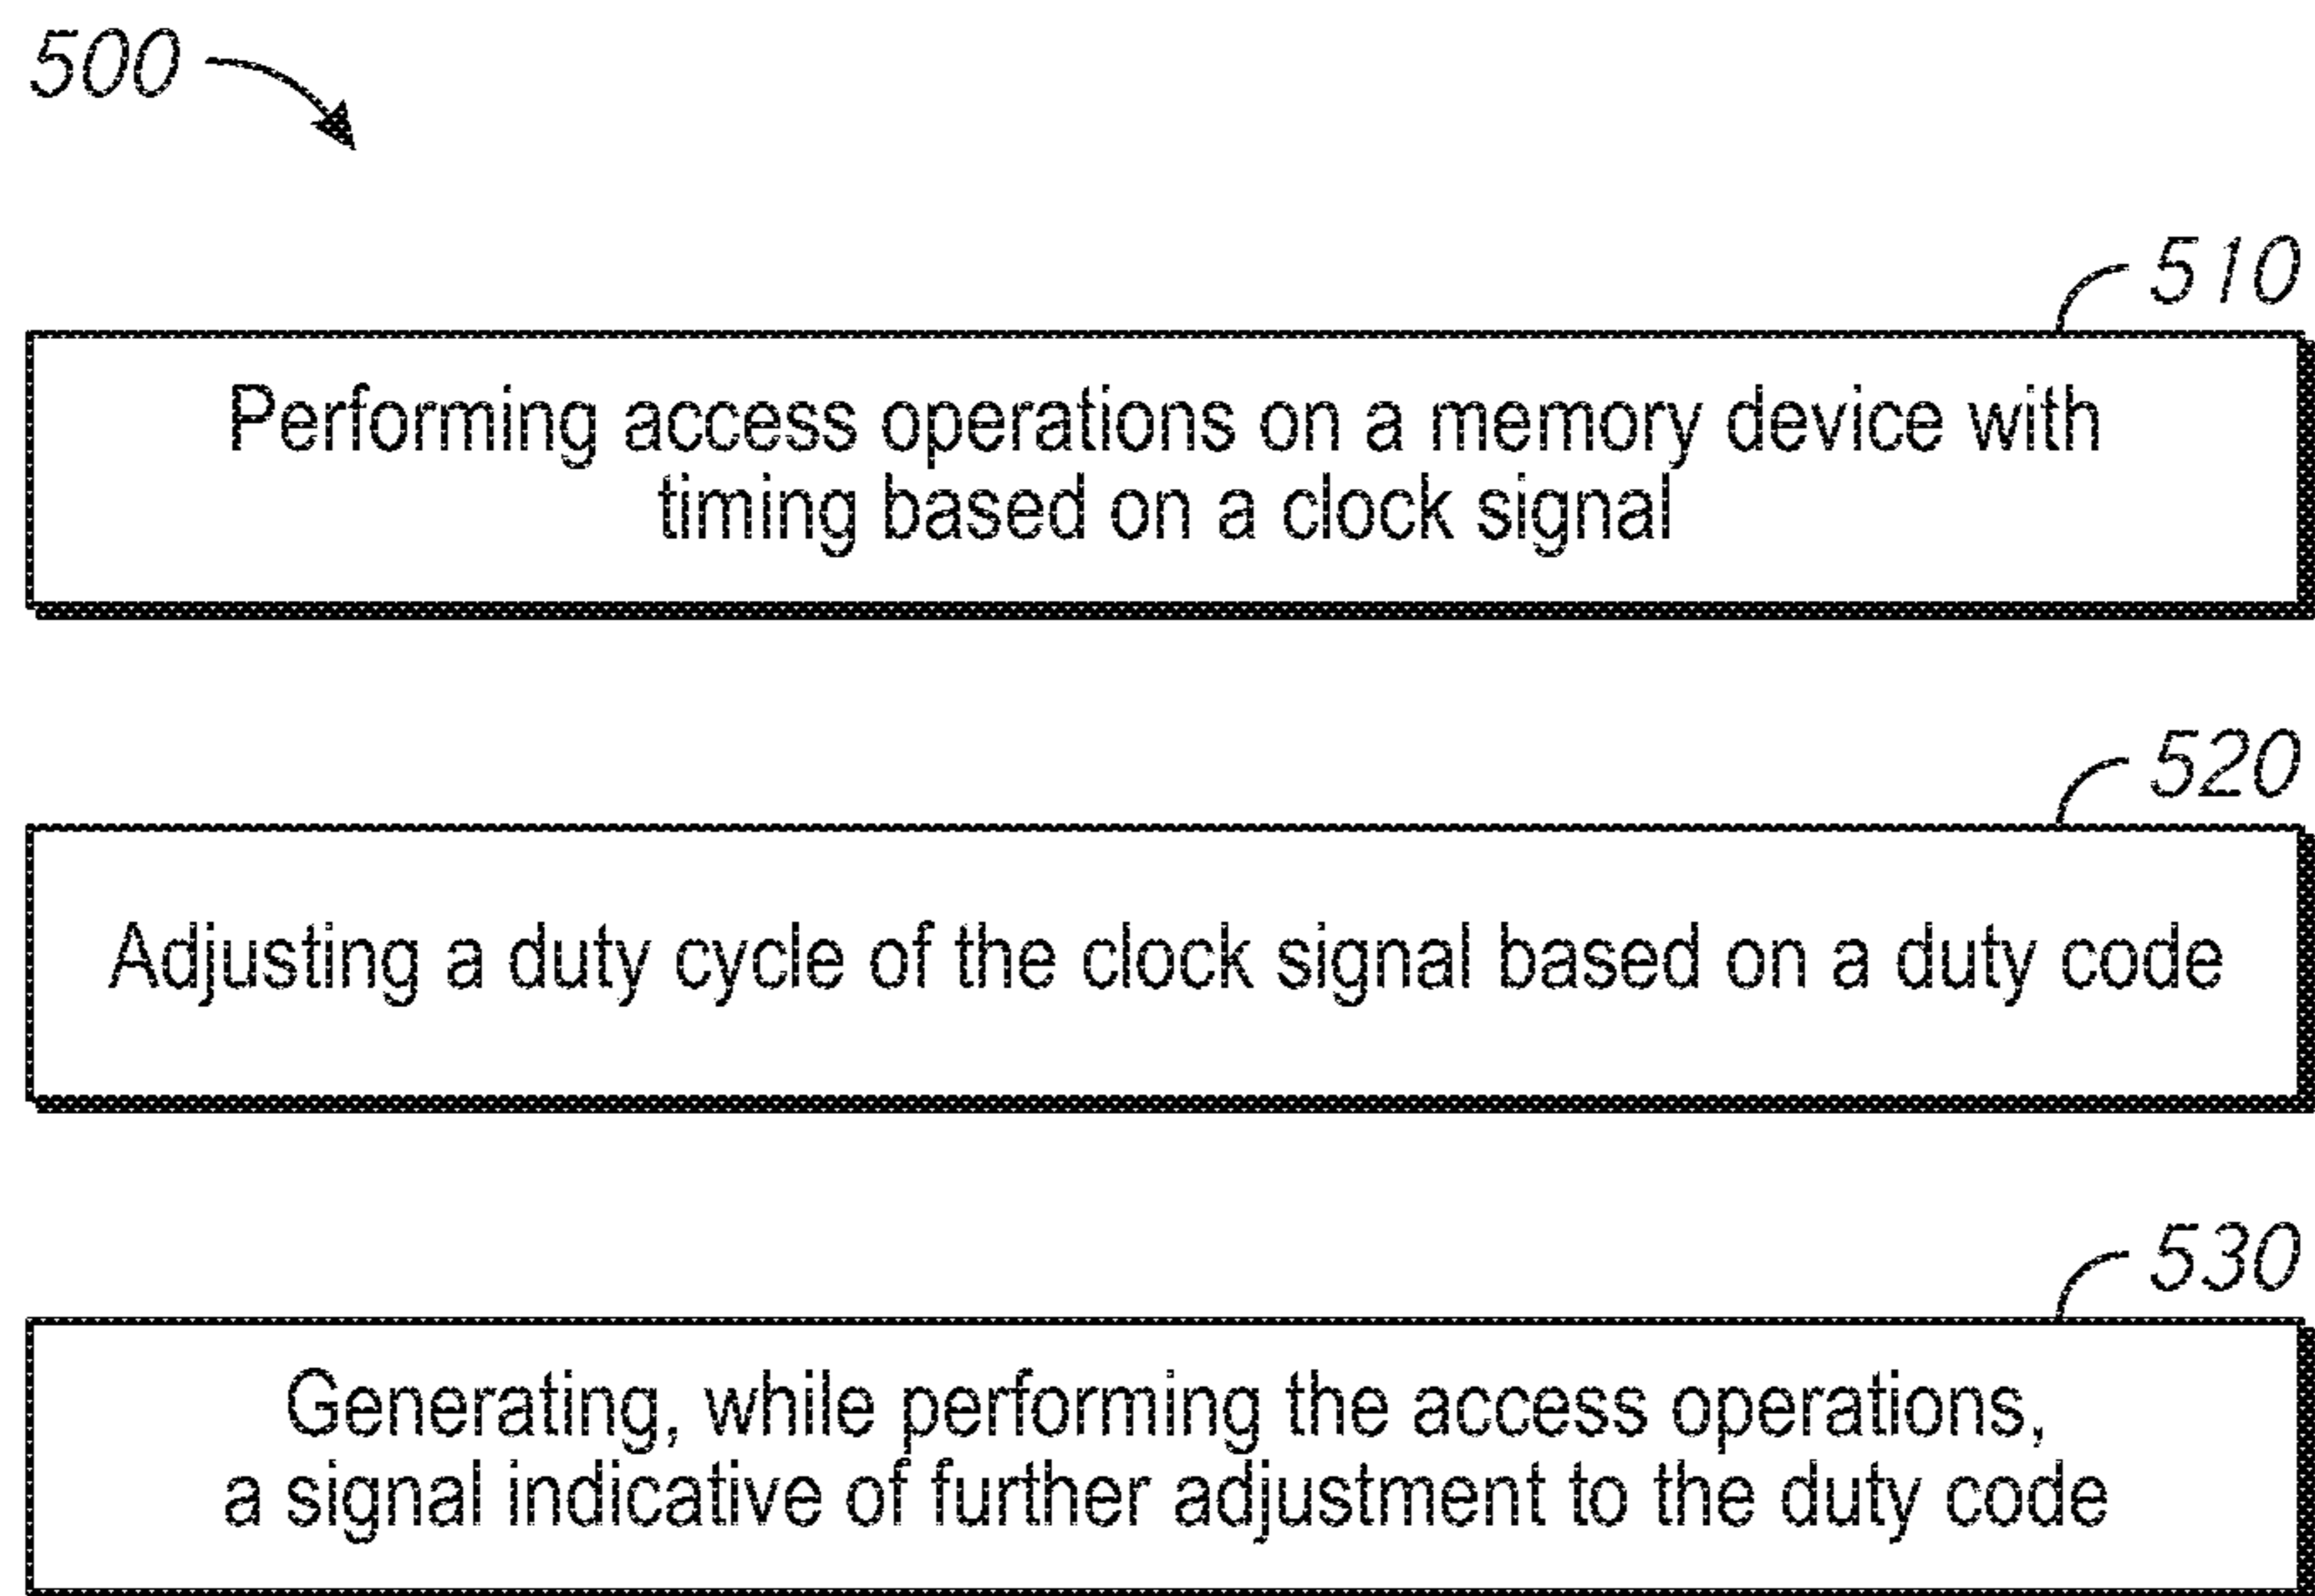 500
510
Performing access operations on a memory device with
timing based on a clock signal
520
Adjusting a duty cycle of the clock signal based on a duty code
530
Generating, while performing the access operations,
a signal indicative of further adjustment to the duty code